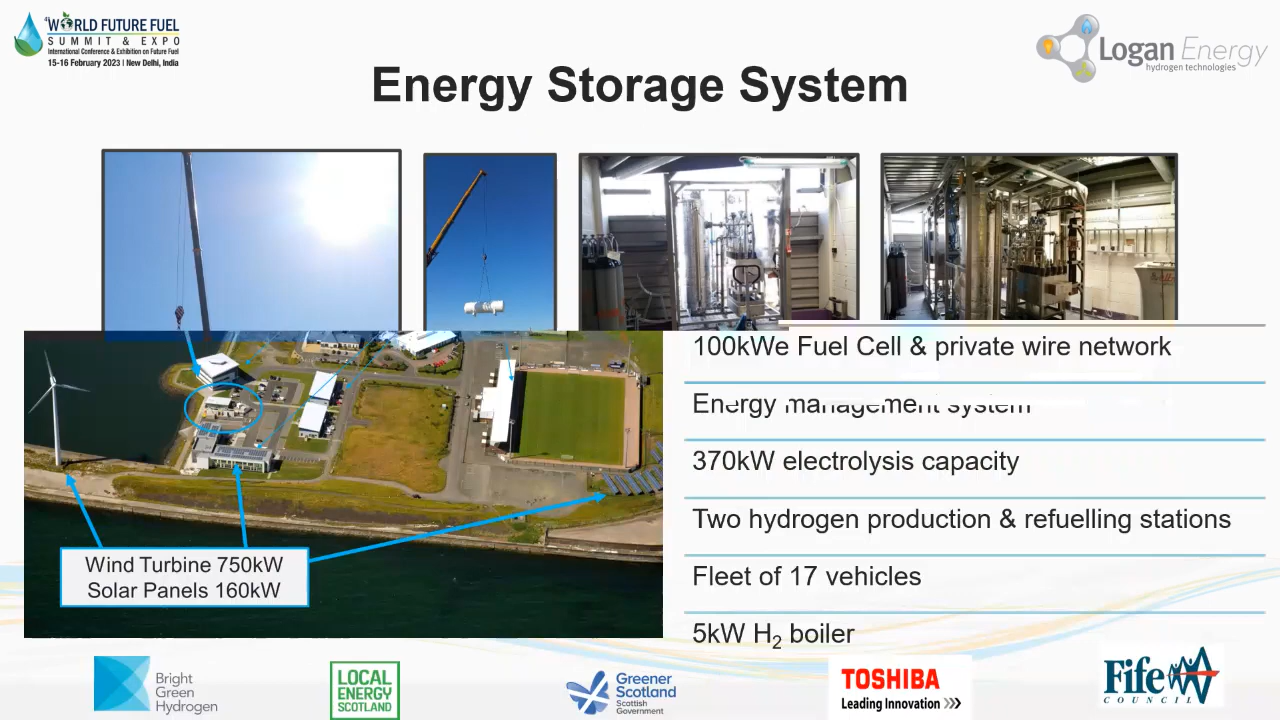 4th WORLD FUTURE FUEL
SUMMIT & EXPO
International Conference & Exhibition on Future Fuel
15-16 February 2023 | New Delhi, India
Logan Energy
hydrogen technologies
Energy Storage System
100kWe Fuel Cell & private wire network
Energy management system
370kW electrolysis capacity
Two hydrogen production & refuelling stations
Fleet of 17 vehicles
5kW H₂ boiler
Wind Turbine 750kW
Solar Panels 160kW
Bright
Green
Hydrogen
LOCAL
ENERGY
SCOTLAND
Greener
Scotland
Scottish
Government
TOSHIBA
Leading Innovation >>>
Fife
COUNCIL